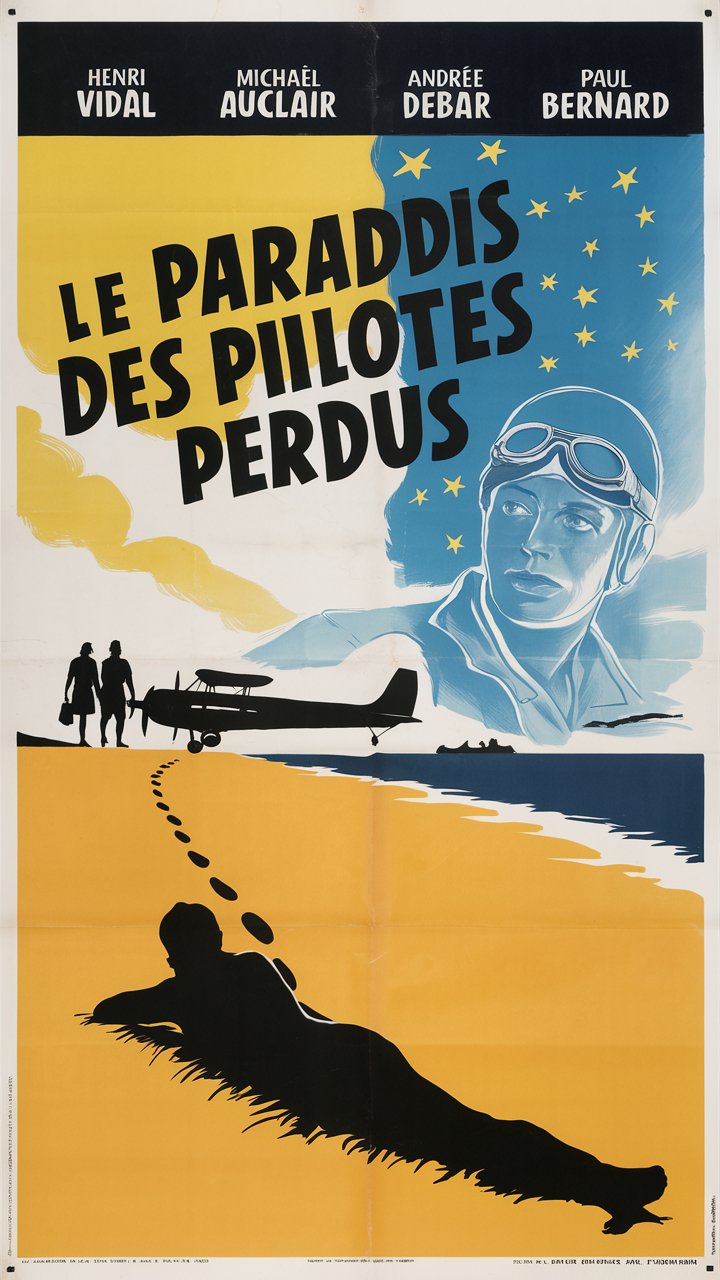 HENRI
VIDAL
MICHAËL
AUCLAIR
ANDRÉE
DEBAR
PAUL
BERNARD
LE PARADDIS
DES PIILOTES
PERDUS